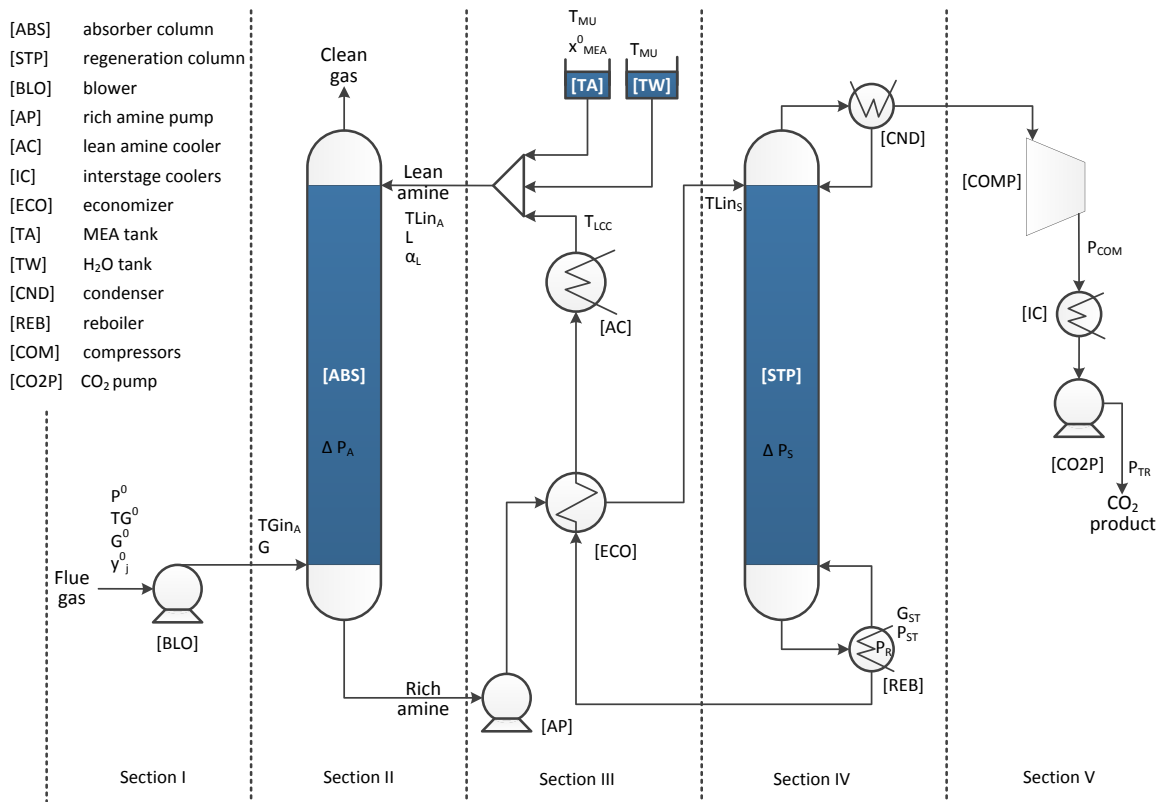 [ABS] absorber column
[STP] regeneration column
[BLO] blower
[AP] rich amine pump
[AC] lean amine cooler
[IC] interstage coolers
[ECO] economizer
[TA] MEA tank
[TW] H₂O tank
[CND] condenser
[REB] reboiler
[COM] compressors
[CO2P] CO₂ pump
P⁰
TG⁰
G⁰
y⁰ⱼ
Flue
gas
[BLO]
TGin_A
G
Clean
gas
[ABS]
Δ P_A
Lean
amine
TLin_A
L
α_L
Rich
amine
T_MU
x⁰_MEA
[TA]
T_MU
[TW]
T_LCC
[AC]
[ECO]
[AP]
TLin_S
[STP]
Δ P_S
[CND]
G_ST
P_ST
P_R
[REB]
[COMP]
P_COM
[IC]
[CO2P]
P_TR
CO₂
product
Section I
Section II
Section III
Section IV
Section V